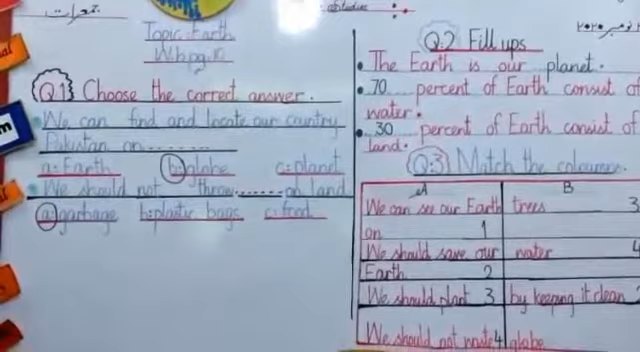 جمعرات
Studies
Topic:Earth
W.b.pg.
Q1 Choose the correct answer.
We can find and locate our country
Pakistan on........
a:Earth b:globe c:planet
We should not throw...... on land
a:garbage b:plastic bags c:food
Q:2 Fill ups
The Earth is our planet.
70 percent of Earth consist of
water.
30 percent of Earth consist of
land.
Q:3 Match the coloumns.
A B
We can see our Earth trees 3
on 1
We should save our water 4
Earth 2
We should plant 3 by keeping it clean 2
We should not waste 4 globe